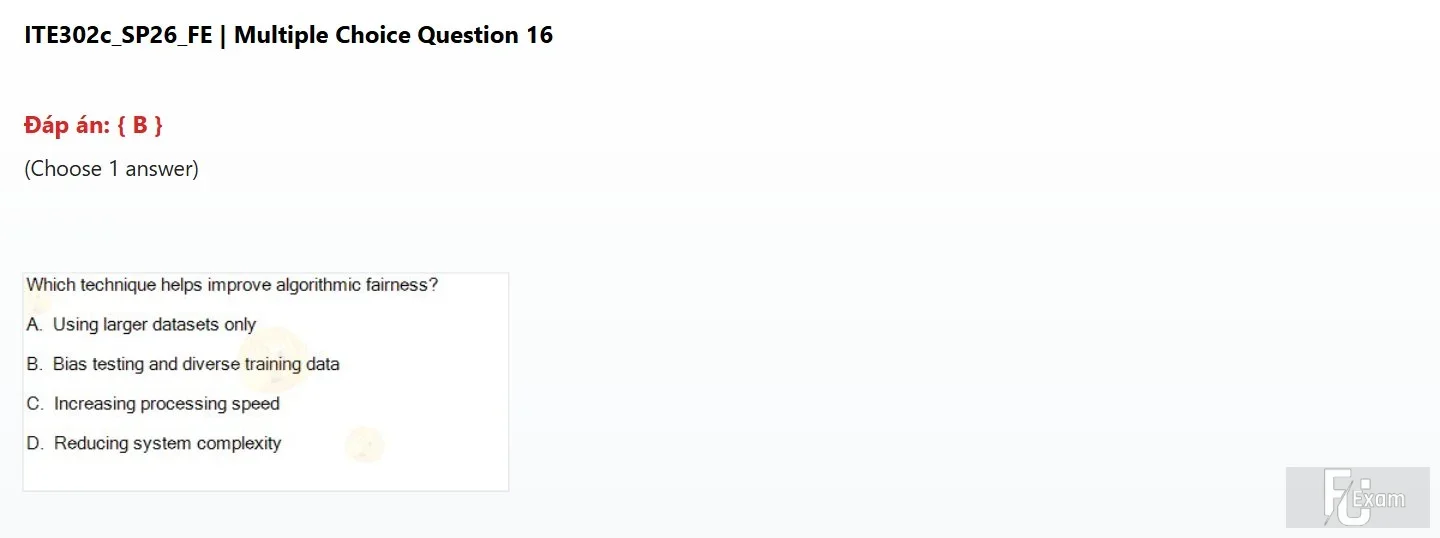 ITE302c_SP26_FE | Multiple Choice Question 16
Đáp án: { B }
(Choose 1 answer)
Which technique helps improve algorithmic fairness?
A. Using larger datasets only
B. Bias testing and diverse training data
C. Increasing processing speed
D. Reducing system complexity
FU Exam